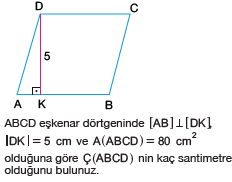 D
C
5
A
K
B
ABCD eşkenar dörtgeninde [AB]⊥[DK],
|DK| = 5 cm ve A(ABCD) = 80 cm²
olduğuna göre Ç(ABCD) nin kaç santimetre
olduğunu bulunuz.